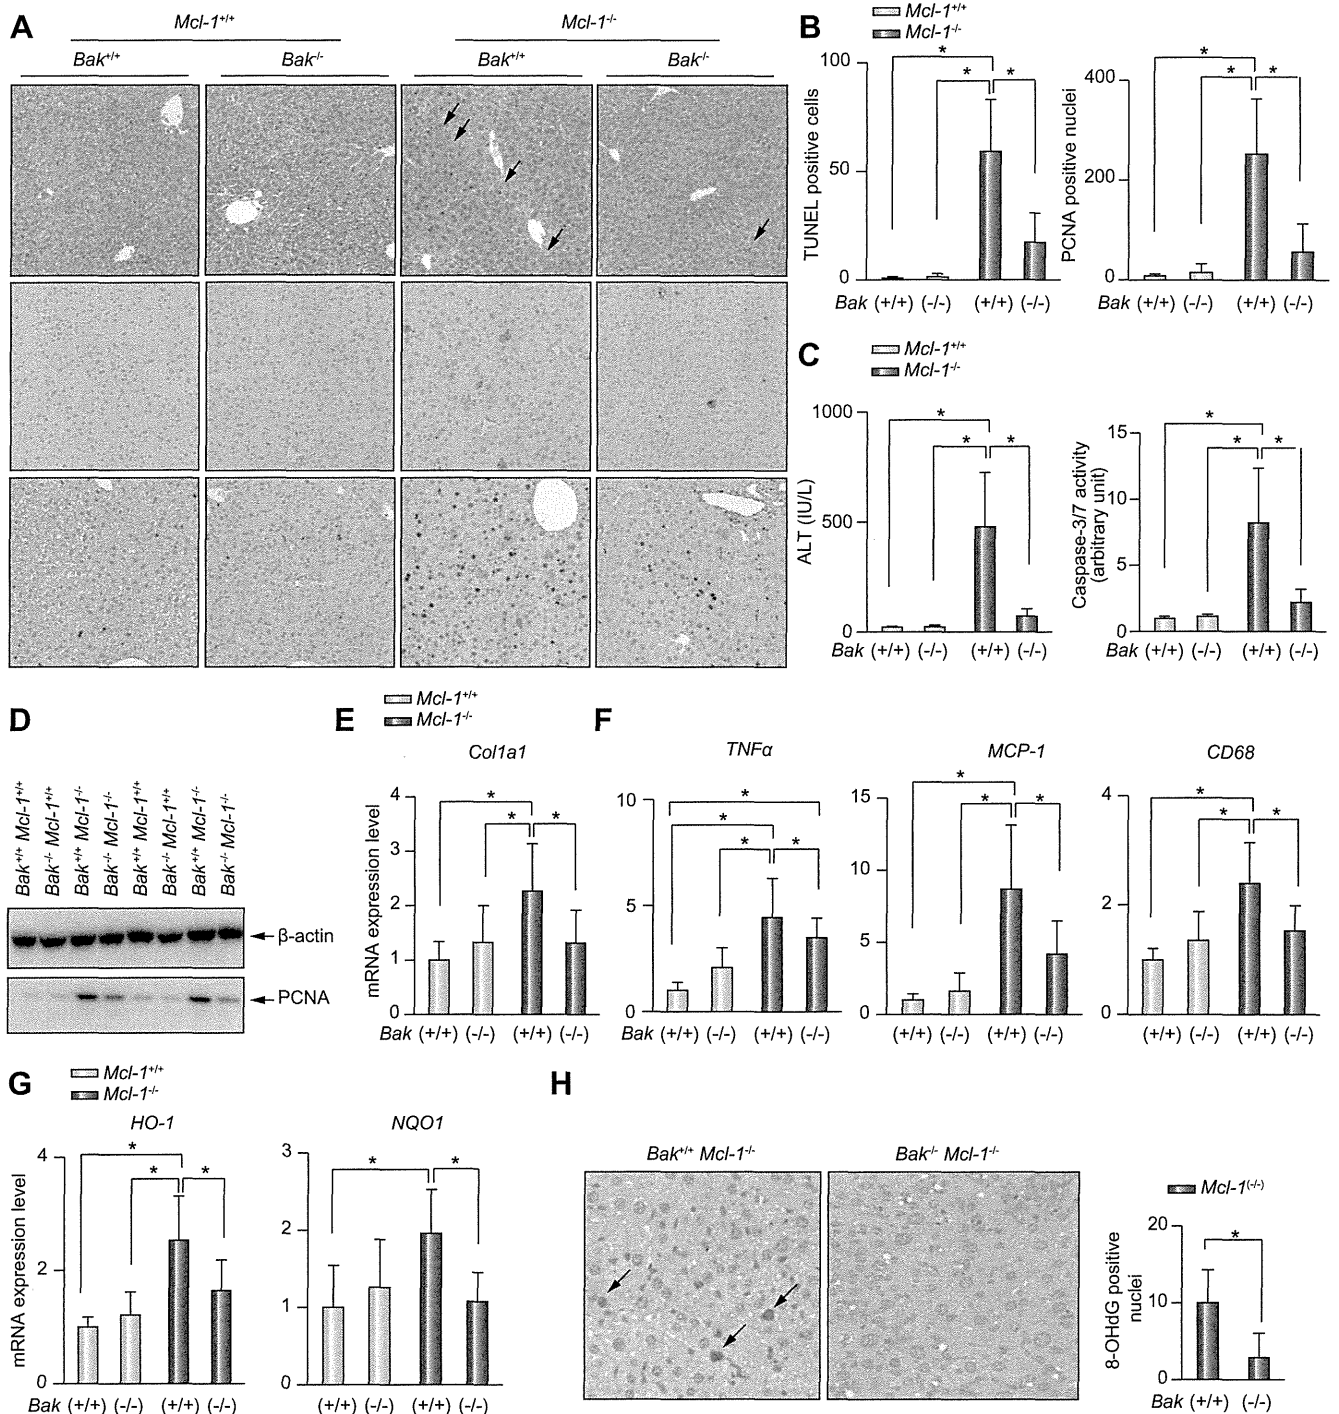 A
Mcl-1+/+
Mcl-1-/-
Bak+/+
Bak-/-
Bak+/+
Bak-/-
B
Mcl-1+/+
Mcl-1-/-
TUNEL positive cells
100
50
0
*
*
*
Bak (+/+) (-/-) (+/+) (-/-)
PCNA positive nuclei
400
200
0
*
*
*
Bak (+/+) (-/-) (+/+) (-/-)
C
Mcl-1+/+
Mcl-1-/-
ALT (IU/L)
1000
500
0
*
*
*
Bak (+/+) (-/-) (+/+) (-/-)
Caspase-3/7 activity
(arbitrary unit)
15
10
5
0
*
*
*
Bak (+/+) (-/-) (+/+) (-/-)
D
Bak+/+ Mcl-1+/+
Bak-/- Mcl-1+/+
Bak+/+ Mcl-1-/-
Bak-/- Mcl-1-/-
Bak+/+ Mcl-1+/+
Bak-/- Mcl-1+/+
Bak+/+ Mcl-1-/-
Bak-/- Mcl-1-/-
β-actin
PCNA
E
Mcl-1+/+
Mcl-1-/-
Col1a1
mRNA expression level
4
3
2
1
0
*
*
*
Bak (+/+) (-/-) (+/+) (-/-)
F
TNFα
10
5
0
*
*
*
*
Bak (+/+) (-/-) (+/+) (-/-)
MCP-1
15
10
5
0
*
*
*
(+/+) (-/-) (+/+) (-/-)
CD68
4
2
0
*
*
*
(+/+) (-/-) (+/+) (-/-)
G
Mcl-1+/+
Mcl-1-/-
HO-1
mRNA expression level
4
2
0
*
*
*
Bak (+/+) (-/-) (+/+) (-/-)
NQO1
3
2
1
0
*
*
(+/+) (-/-) (+/+) (-/-)
H
Bak+/+ Mcl-1-/-
Bak-/- Mcl-1-/-
Mcl-1(-/-)
8-OHdG positive
nuclei
20
10
0
*
Bak (+/+) (-/-)